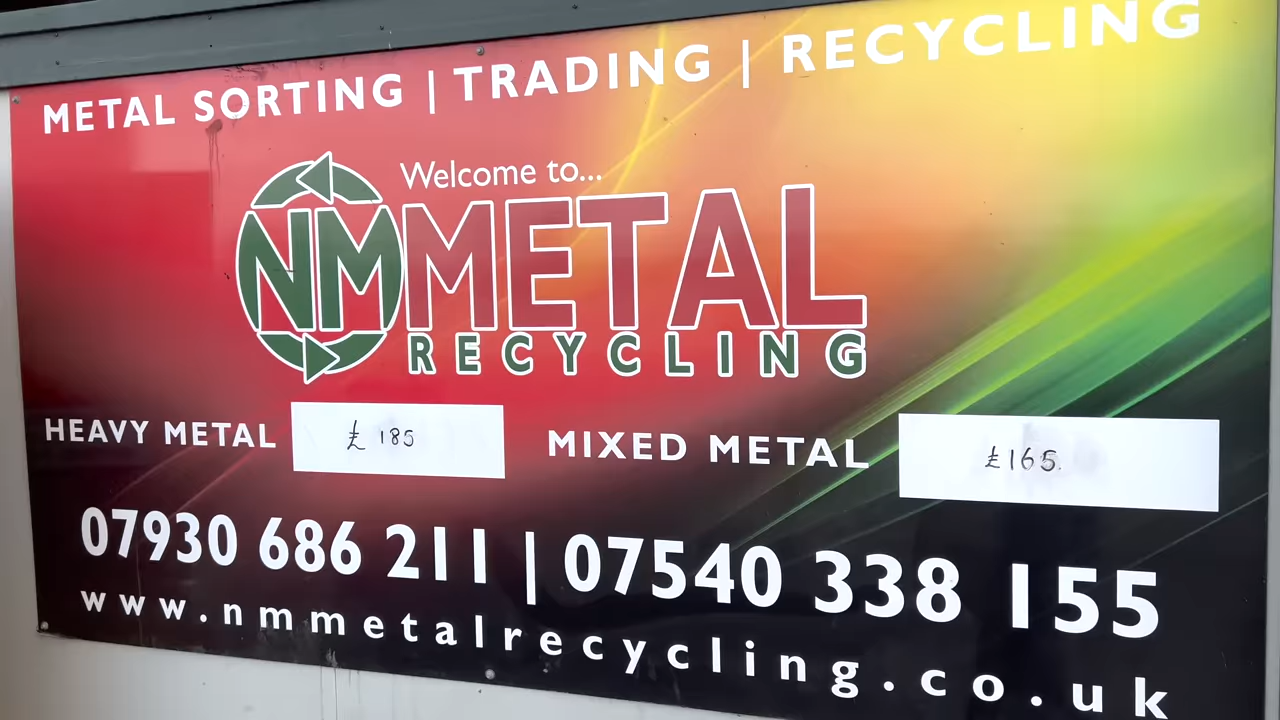 METAL SORTING | TRADING | RECYCLING
Welcome to...
NM METAL
RECYCLING
HEAVY METAL £ 185 MIXED METAL £165.
07930 686 211 | 07540 338 155
www.nmmetalrecycling.co.uk